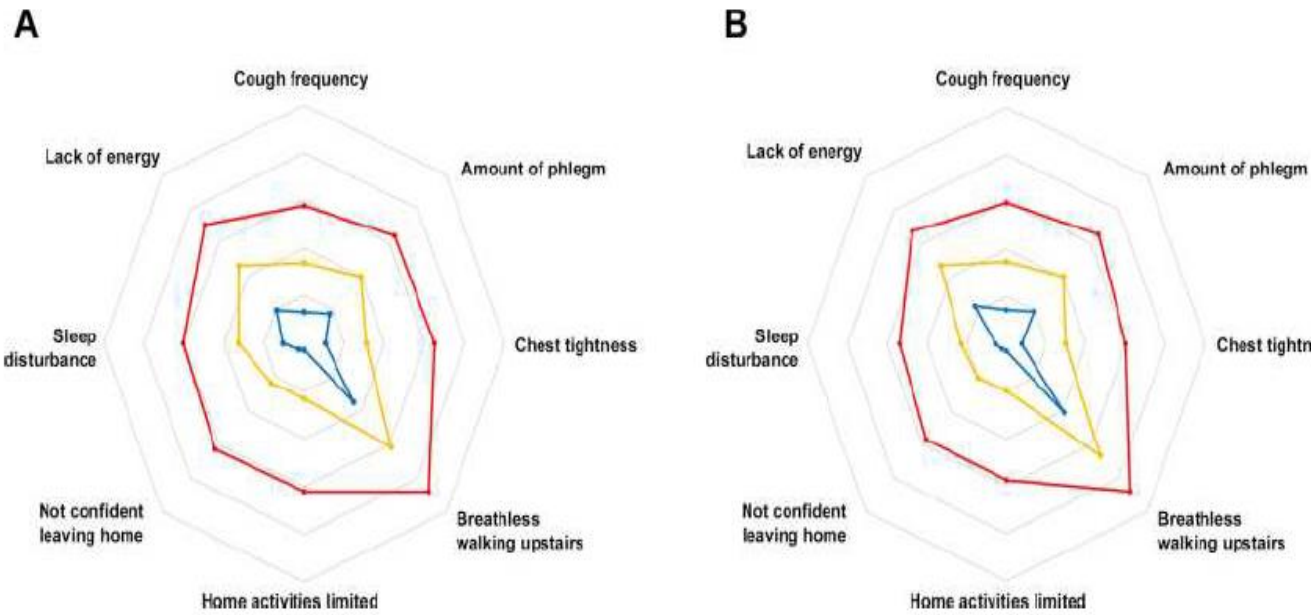 A
Cough frequency
Lack of energy
Amount of phlegm
Sleep
disturbance
Chest tightness
Not confident
leaving home
Breathless
walking upstairs
Home activities limited
B
Cough frequency
Lack of energy
Amount of phlegm
Sleep
disturbance
Chest tightn
Not confident
leaving home
Breathless
walking upstairs
Home activities limited